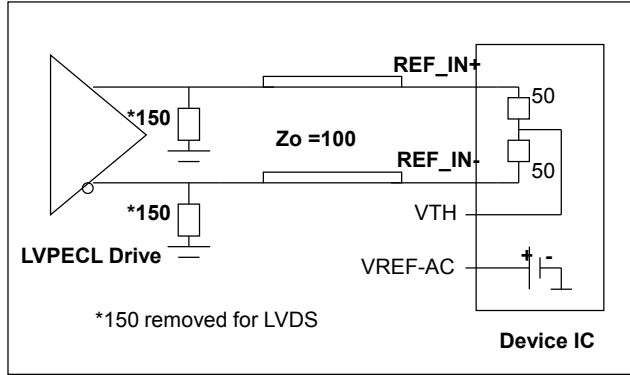 REF_IN+
50
*150
Zo =100
REF_IN-
50
*150
VTH
LVPECL Drive
VREF-AC
+ -
*150 removed for LVDS
Device IC